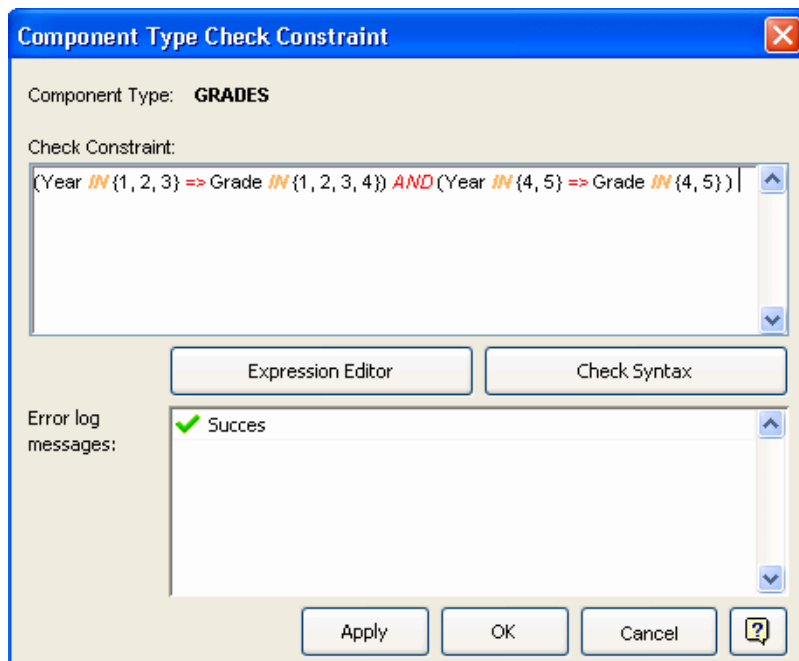 Component Type Check Constraint
Component Type: GRADES
Check Constraint:
(Year IN {1, 2, 3} => Grade IN {1, 2, 3, 4}) AND (Year IN {4, 5} => Grade IN {4, 5} )
Expression Editor
Check Syntax
Error log
messages:
Succes
Apply
OK
Cancel
?